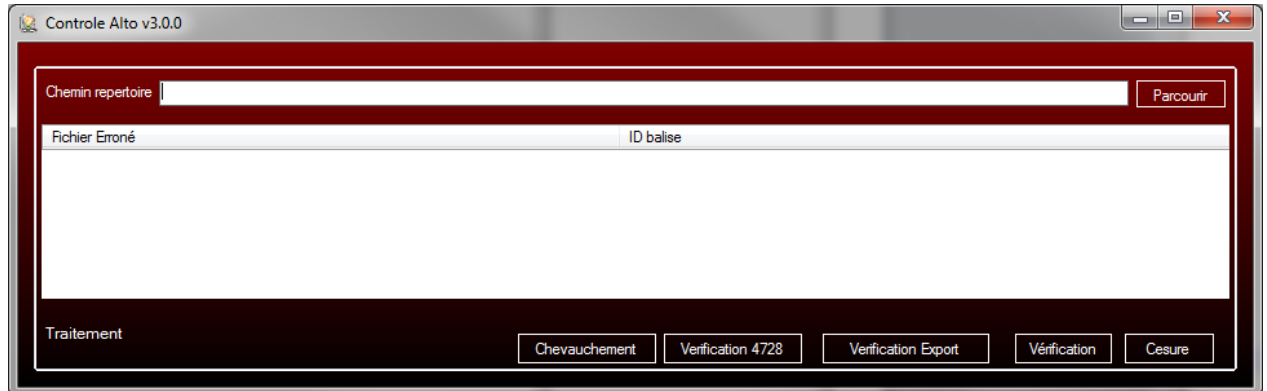 Controle Alto v3.0.0
Chemin repertoire
Parcourir
Fichier Erroné ID balise
Traitement
Chevauchement Verification 4728 Verification Export Vérification Cesure